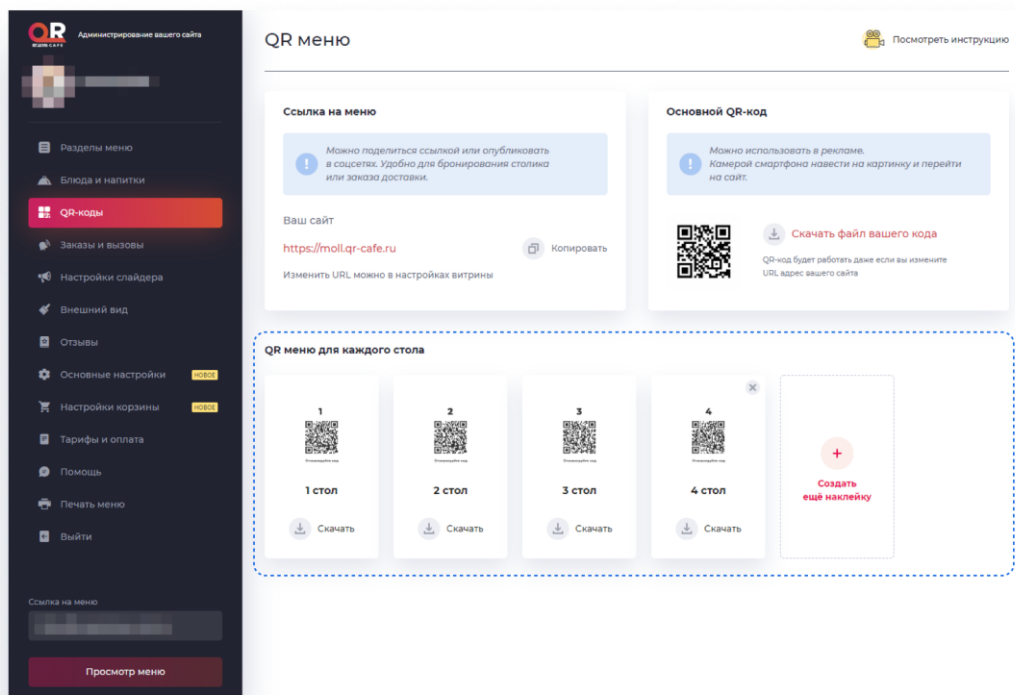 QR
Администрирование вашего сайта
Разделы меню
Блюда и напитки
QR-коды
Заказы и вызовы
Настройки слайдера
Внешний вид
Отзывы
Основные настройки НОВОЕ
Настройки корзины НОВОЕ
Тарифы и оплата
Помощь
Печать меню
Выйти
Ссылка на меню
Просмотр меню
QR меню
Посмотреть инструкцию
Ссылка на меню
Можно поделиться ссылкой или опубликовать
в соцсетях. Удобно для бронирования столика
или заказа доставки.
Ваш сайт
https://moll.qr-cafe.ru
Копировать
Изменить URL можно в настройках витрины
Основной QR-код
Можно использовать в рекламе.
Камерой смартфона навести на картинку и перейти
на сайт.
Скачать файл вашего кода
QR-код будет работать даже если вы измените
URL адрес вашего сайта
QR меню для каждого стола
1
1 стол
Скачать
2
2 стол
Скачать
3
3 стол
Скачать
4
4 стол
Скачать
+
Создать
ещё наклейку